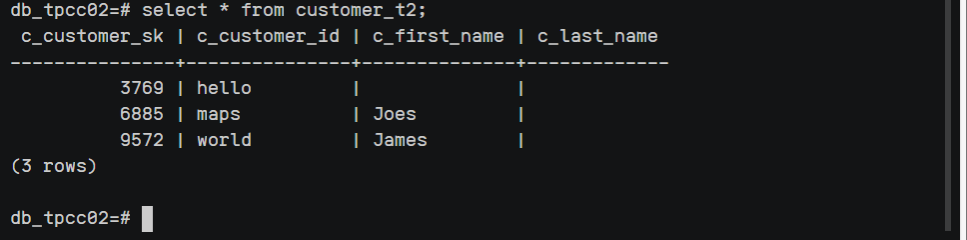 db_tpcc02=# select * from customer_t2;
 c_customer_sk | c_customer_id | c_first_name | c_last_name
---------------+---------------+--------------+-------------
          3769 | hello         |              |
          6885 | maps          | Joes         |
          9572 | world         | James        |
(3 rows)
db_tpcc02=#